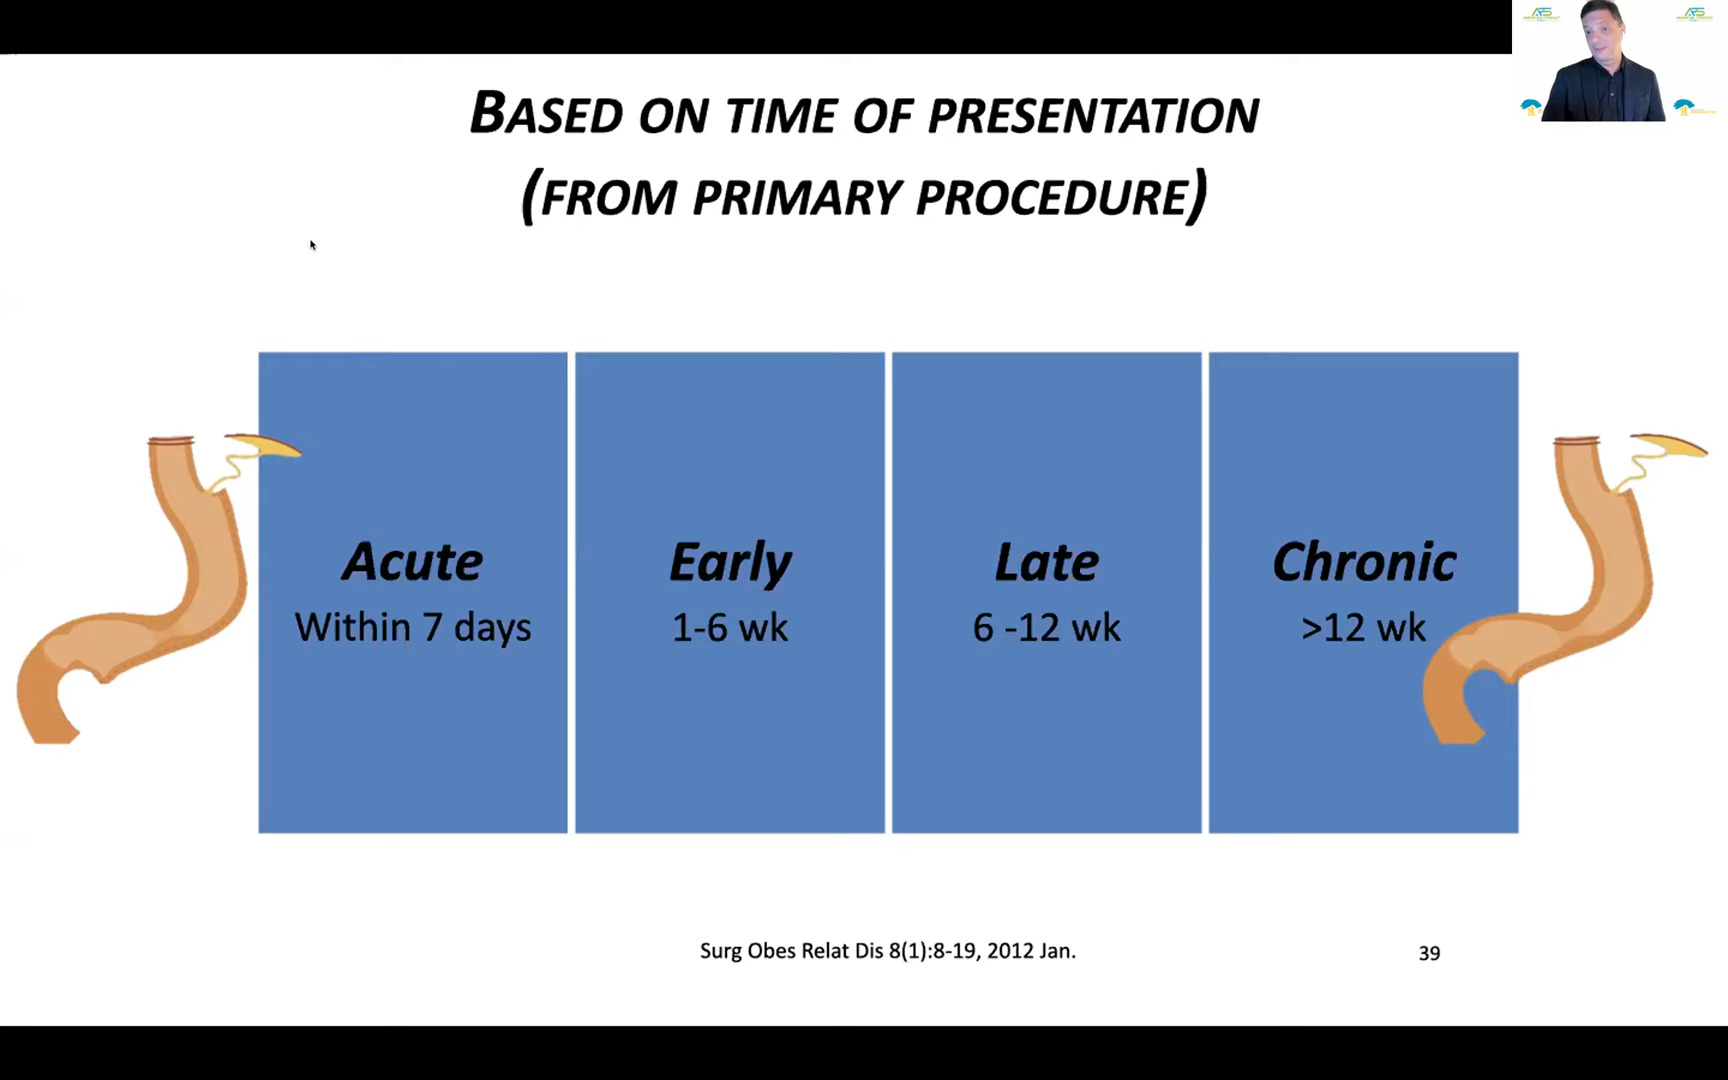 BASED ON TIME OF PRESENTATION
(FROM PRIMARY PROCEDURE)
Acute
Within 7 days
Early
1-6 wk
Late
6 -12 wk
Chronic
>12 wk
Surg Obes Relat Dis 8(1):8-19, 2012 Jan.
39